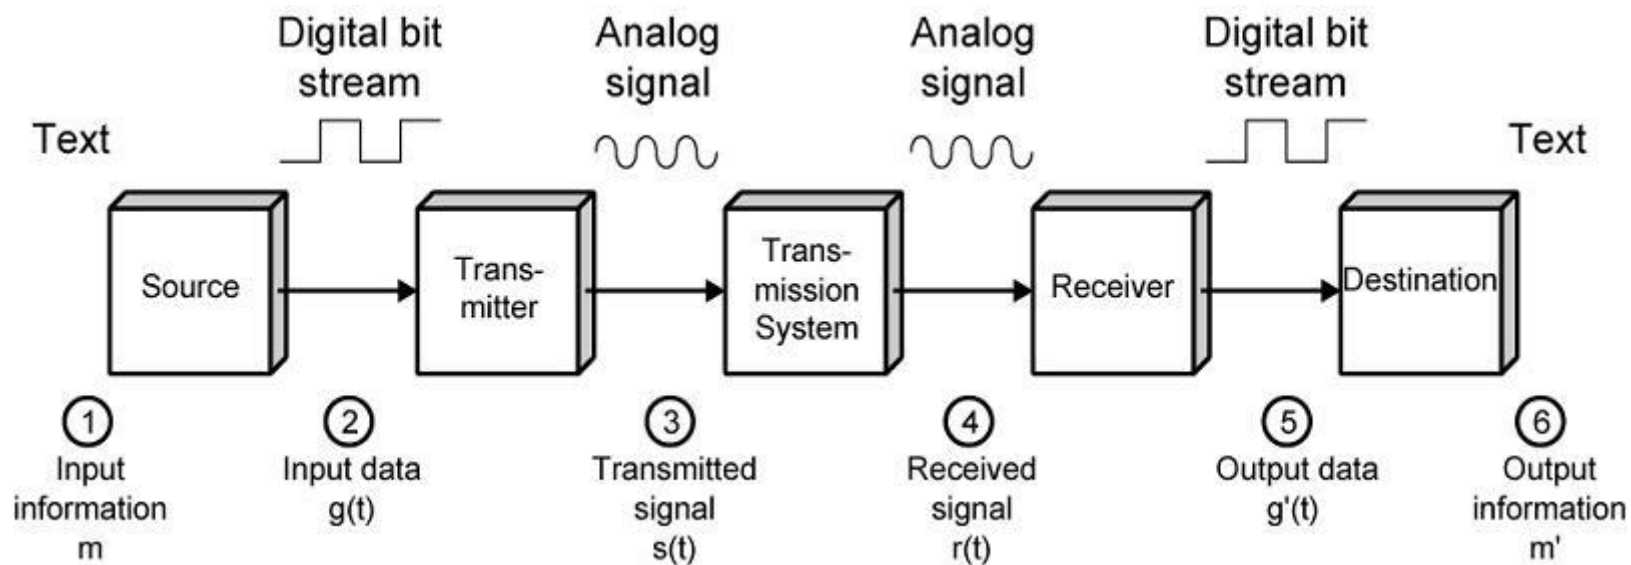 Digital bit
stream
Analog
signal
Analog
signal
Digital bit
stream
Text
Text
Source
Trans-
mitter
Trans-
mission
System
Receiver
Destination
1
Input
information
m
2
Input data
g(t)
3
Transmitted
signal
s(t)
4
Received
signal
r(t)
5
Output data
g'(t)
6
Output
information
m'